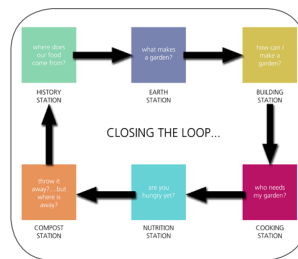 where does
our food
come from?
what makes
a garden?
how can I
make a
garden?
HISTORY
STATION
EARTH
STATION
BUILDING
STATION
CLOSING THE LOOP...
throw it
away?....but
where is
away?
are you
hungry yet?
who needs
my garden?
COMPOST
STATION
NUTRITION
STATION
COOKING
STATION